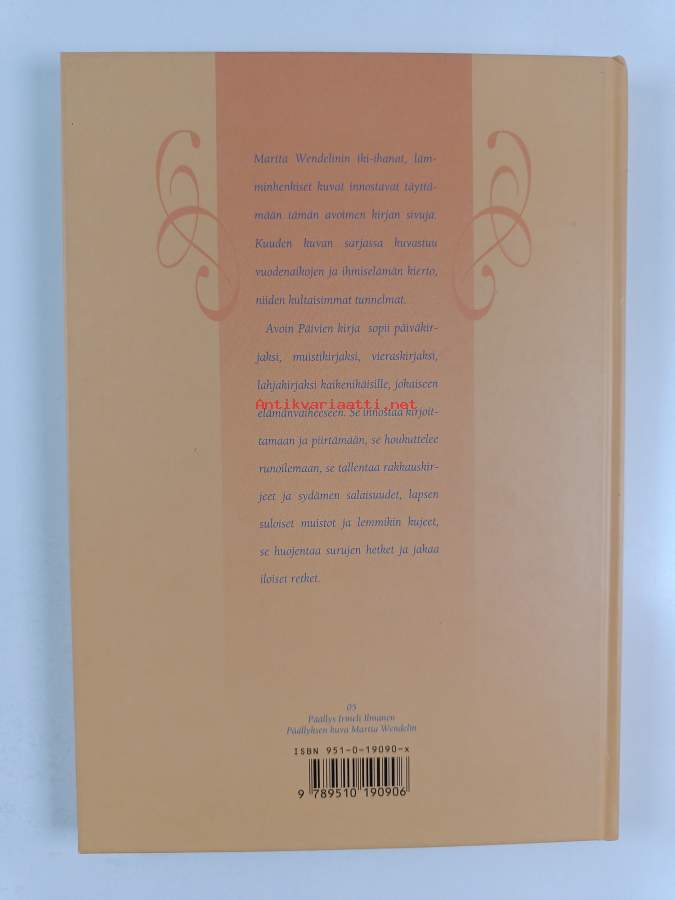 Martta Wendelinin iki-ihanat, läm-
minhenkiset kuvat innostavat täyttä-
mään tämän avoimen kirjan sivuja.
Kuuden kuvan sarjassa kuvastuu
vuodenaikojen ja ihmiselämän kierto,
niiden kultaisimmat tunnelmat.
Avoin Päivien kirja sopii päiväkir-
jaksi, muistikirjaksi, vieraskirjaksi,
lahjakirjaksi kaikenikäisille, jokaiseen
Antikvariaatti.net
elämänvaiheeseen. Se innostaa kirjoit-
tamaan ja piirtämään, se houkuttelee
runoilemaan, se tallentaa rakkauskir-
jeet ja sydämen salaisuudet, lapsen
suloiset muistot ja lemmikin kujeet,
se huojentaa surujen hetket ja jakaa
iloiset retket.
05
Päällys Irmeli Ilmanen
Päällyksen kuva Martta Wendelin
ISBN 951-0-19090-x
9 789510 190906